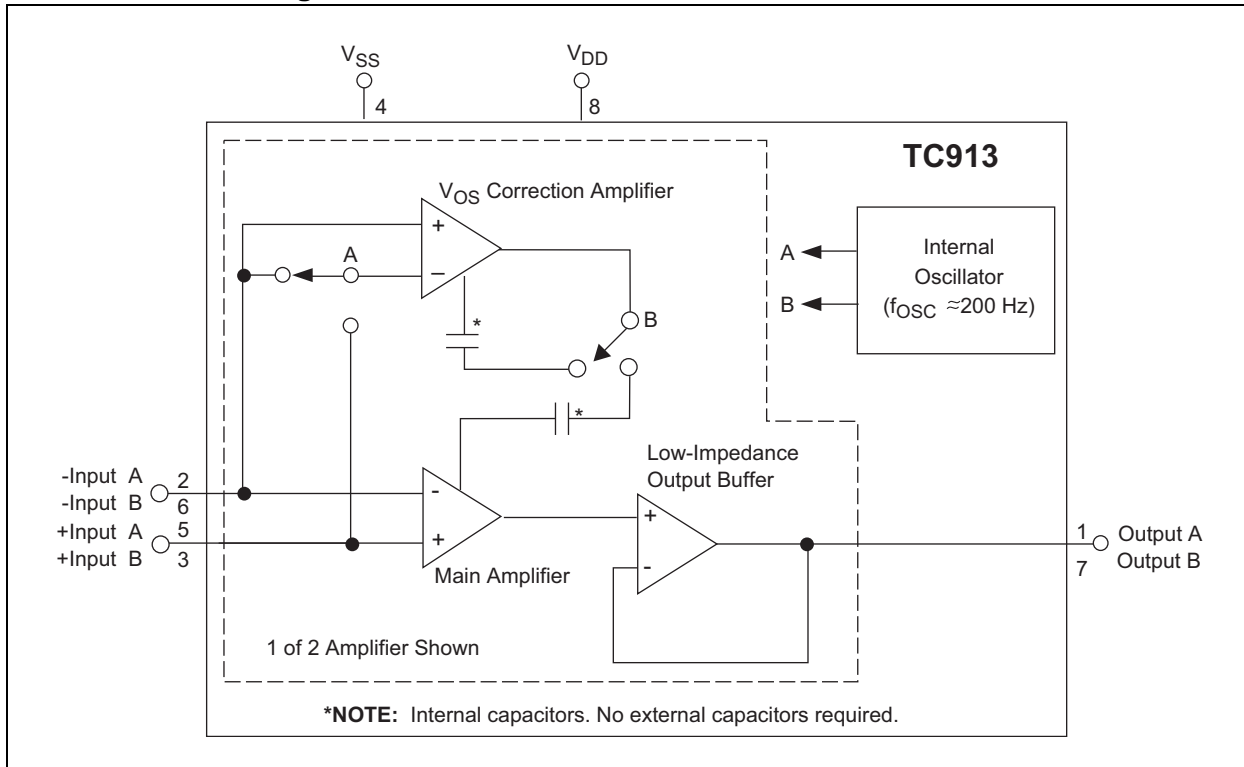 V_SS
4
V_DD
8
TC913
V_OS Correction Amplifier
+
–
A
*
B
*
A
B
Internal
Oscillator
(f_OSC ≈200 Hz)
Low-Impedance
Output Buffer
-Input A 2
-Input B 6
+Input A 5
+Input B 3
-
+
Main Amplifier
+
-
1 Output A
7 Output B
1 of 2 Amplifier Shown
*NOTE: Internal capacitors. No external capacitors required.